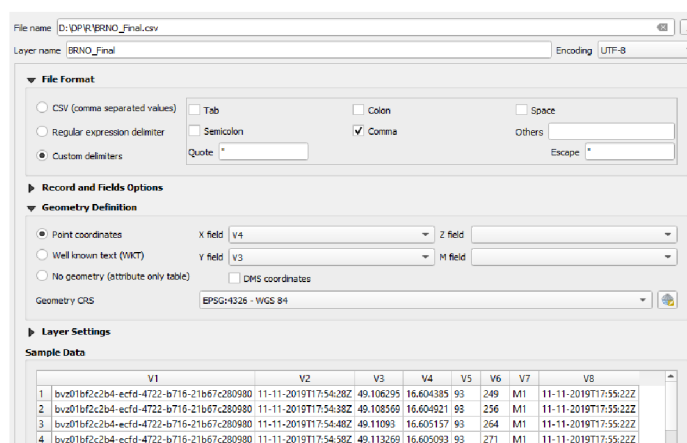 File name D:\DP\R\BRNO_Final.csv
Layer name BRNO_Final Encoding UTF-8
File Format
CSV (comma separated values) Tab Colon Space
Regular expression delimiter Semicolon Comma Others
Custom delimiters Quote " Escape "
Record and Fields Options
Geometry Definition
Point coordinates X field V4 Z field
Well known text (WKT) Y field V3 M field
No geometry (attribute only table) DMS coordinates
Geometry CRS EPSG:4326 - WGS 84
Layer Settings
Sample Data
V1 V2 V3 V4 V5 V6 V7 V8
1 bvz01bf2c2b4-ecfd-4722-b716-21b67c280980 11-11-2019T17:54:28Z 49.106295 16.604385 93 249 M1 11-11-2019T17:55:22Z
2 bvz01bf2c2b4-ecfd-4722-b716-21b67c280980 11-11-2019T17:54:38Z 49.108569 16.604921 93 256 M1 11-11-2019T17:55:22Z
3 bvz01bf2c2b4-ecfd-4722-b716-21b67c280980 11-11-2019T17:54:48Z 49.11093 16.605157 93 264 M1 11-11-2019T17:55:22Z
4 bvz01bf2c2b4-ecfd-4722-b716-21b67c280980 11-11-2019T17:54:58Z 49.113269 16.605093 93 271 M1 11-11-2019T17:55:22Z